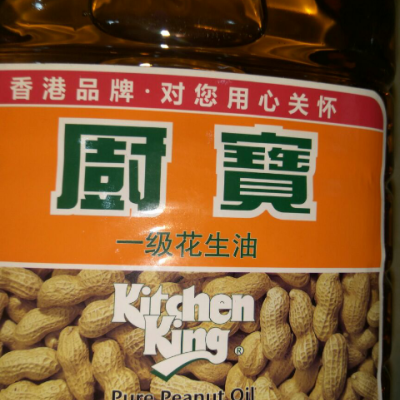 香港品牌·对您用心关怀
廚寶
一级花生油
Kitchen
King®
Pure Peanut Oil